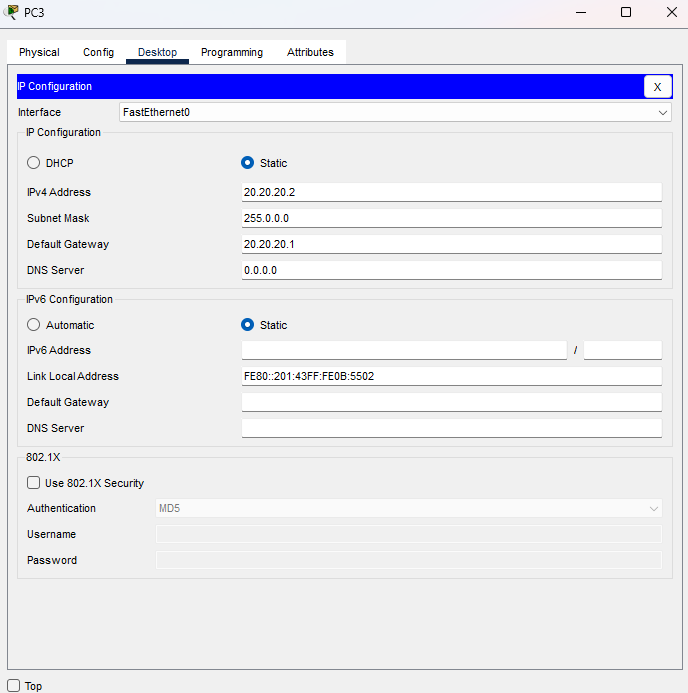 PC3
Physical Config Desktop Programming Attributes
IP Configuration X
Interface FastEthernet0
IP Configuration
DHCP Static
IPv4 Address 20.20.20.2
Subnet Mask 255.0.0.0
Default Gateway 20.20.20.1
DNS Server 0.0.0.0
IPv6 Configuration
Automatic Static
IPv6 Address /
Link Local Address FE80::201:43FF:FE0B:5502
Default Gateway
DNS Server
802.1X
Use 802.1X Security
Authentication MD5
Username
Password
Top